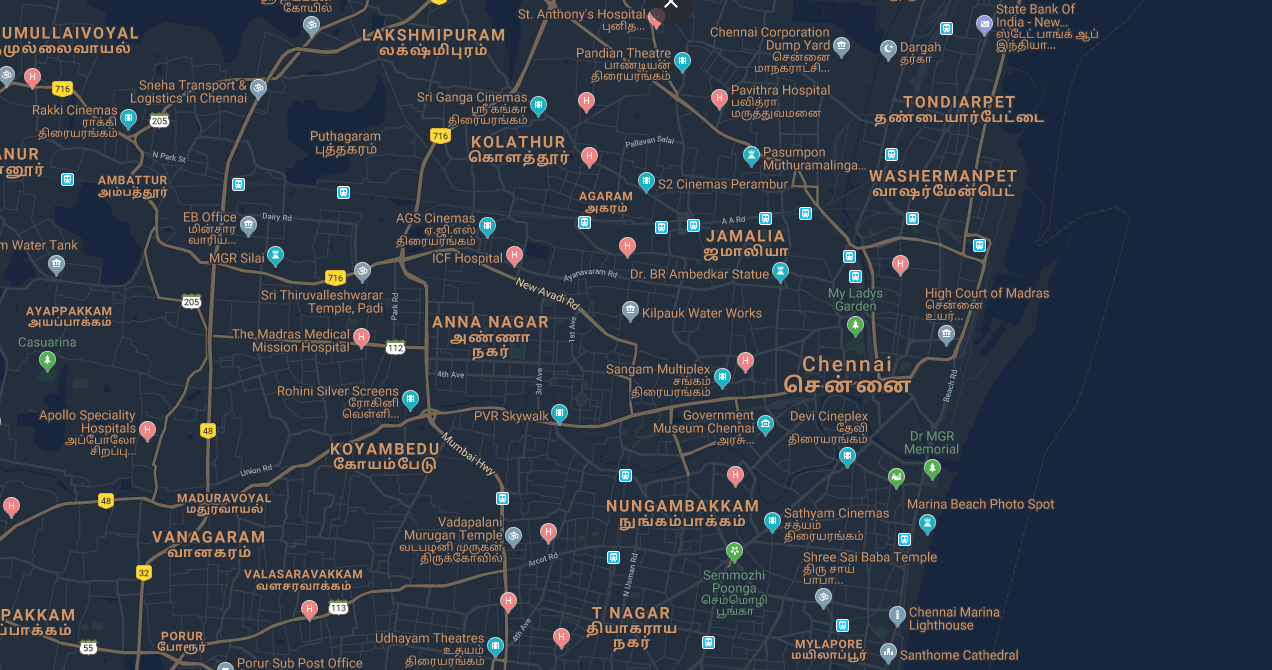 கோயில்
St. Anthony's Hospital
புனித...
State Bank Of
India - New...
ஸ்டேட் பாங்க் ஆப்
இந்தியா...
UMULLAIVOYAL
முல்லைவாயல்
LAKSHMIPURAM
லக்ஷ்மிபுரம்
Chennai Corporation
Dump Yard
சென்னை
மாநகராட்சி...
Dargah
தர்கா
Pandian Theatre
பாண்டியன்
திரையரங்கம்
716
Sneha Transport &
Logistics in Chennai
Sri Ganga Cinemas
ஸ்ரீ கங்கா
திரையரங்கம்
Pavithra Hospital
பவித்ரா
மருத்துவமனை
TONDIARPET
தண்டையார்பேட்டை
Rakki Cinemas
ராக்கி
திரையரங்கம்
205
Puthagaram
புத்தகரம்
716
KOLATHUR
கொளத்தூர்
Pallavan Salai
Pasumpon
Muthuramalinga...
N Park St
ANUR
AMBATTUR
அம்பத்தூர்
S2 Cinemas Perambur
WASHERMANPET
வாஷர்மேன்பெட்
AGARAM
அகரம்
EB Office
மின்சார
வாரிய...
Dairy Rd
AGS Cinemas
ஏ.ஜி.எஸ்
திரையரங்கம்
A A Rd
JAMALIA
ஜமாலியா
m Water Tank
MGR Silai
ICF Hospital
716
Ayanavaram Rd
Dr. BR Ambedkar Statue
New Avadi Rd
Sri Thiruvalleshwarar
Temple, Padi
205
Park Rd
My Ladys
Garden
High Court of Madras
சென்னை
உயர்...
AYAPPAKKAM
அயப்பாக்கம்
Kilpauk Water Works
ANNA NAGAR
அண்ணா
நகர்
1st Ave
Casuarina
The Madras Medical
Mission Hospital
112
4th Ave
3rd Ave
Sangam Multiplex
சங்கம்
திரையரங்கம்
Chennai
சென்னை
Beach Rd
Rohini Silver Screens
ரோகினி
வெள்ளி...
PVR Skywalk
Government
Museum Chennai
அரசு...
Devi Cineplex
தேவி
திரையரங்கம்
Apollo Speciality
Hospitals
அப்போலோ
சிறப்பு...
48
Mumbai Hwy
Dr MGR
Memorial
KOYAMBEDU
கோயம்பேடு
Union Rd
48
MADURAVOYAL
மதுரவாயல்
NUNGAMBAKKAM
நுங்கம்பாக்கம்
Marina Beach Photo Spot
Sathyam Cinemas
சத்யம்
திரையரங்கம்
Vadapalani
Murugan Temple
வடபழனி முருகன்
திருக்கோவில்
VANAGARAM
வானகரம்
Arcot Rd
N Usman Rd
Shree Sai Baba Temple
திரு சாய்
பாபா...
32
VALASARAVAKKAM
வளசரவாக்கம்
Semmozhi
Poonga
செம்மொழி
பூங்கா
113
PAKKAM
ப்பாக்கம்
T NAGAR
தியாகராய
நகர்
Chennai Marina
Lighthouse
4th Ave
PORUR
போரூர்
55
Udhayam Theatres
உதயம்
திரையரங்கம்
MYLAPORE
மயிலாப்பூர்
Santhome Cathedral
Porur Sub Post Office